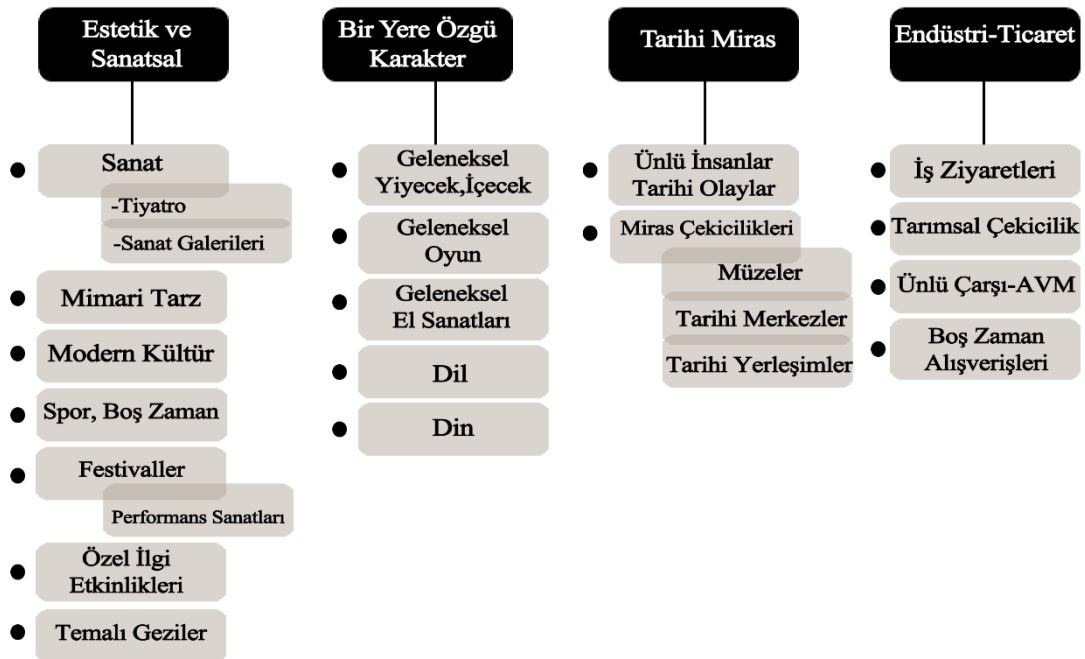 Estetik ve
Sanatsal
Sanat
-Tiyatro
-Sanat Galerileri
Mimari Tarz
Modern Kültür
Spor, Boş Zaman
Festivaller
Performans Sanatları
Özel İlgi
Etkinlikleri
Temalı Geziler
Bir Yere Özgü
Karakter
Geleneksel
Yiyecek,İçecek
Geleneksel
Oyun
Geleneksel
El Sanatları
Dil
Din
Tarihi Miras
Ünlü İnsanlar
Tarihi Olaylar
Miras Çekicilikleri
Müzeler
Tarihi Merkezler
Tarihi Yerleşimler
Endüstri-Ticaret
İş Ziyaretleri
Tarımsal Çekicilik
Ünlü Çarşı-AVM
Boş Zaman
Alışverişleri